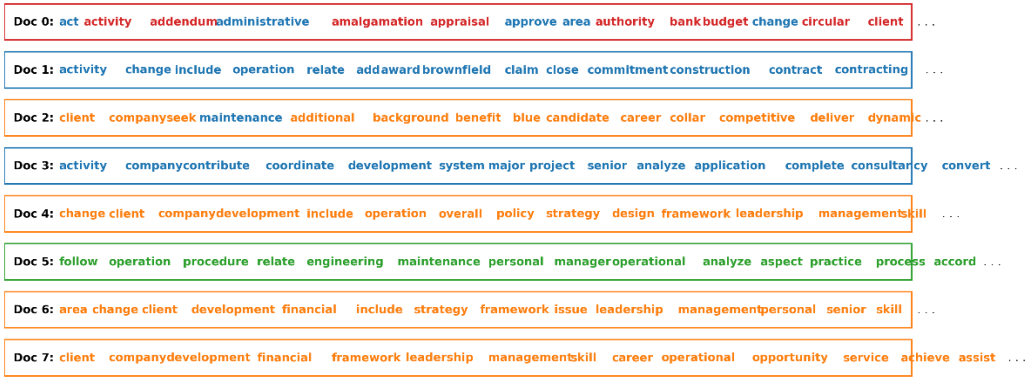 Doc 0: act activity addendum administrative amalgamation appraisal approve area authority bank budget change circular client ...
Doc 1: activity change include operation relate add award brownfield claim close commitment construction contract contracting ...
Doc 2: client company seek maintenance additional background benefit blue candidate career collar competitive deliver dynamic ...
Doc 3: activity company contribute coordinate development system major project senior analyze application complete consultancy convert ...
Doc 4: change client company development include operation overall policy strategy design framework leadership management skill ...
Doc 5: follow operation procedure relate engineering maintenance personal manager operational analyze aspect practice process accord ...
Doc 6: area change client development financial include strategy framework issue leadership management personal senior skill ...
Doc 7: client company development financial framework leadership management skill career operational opportunity service achieve assist ...